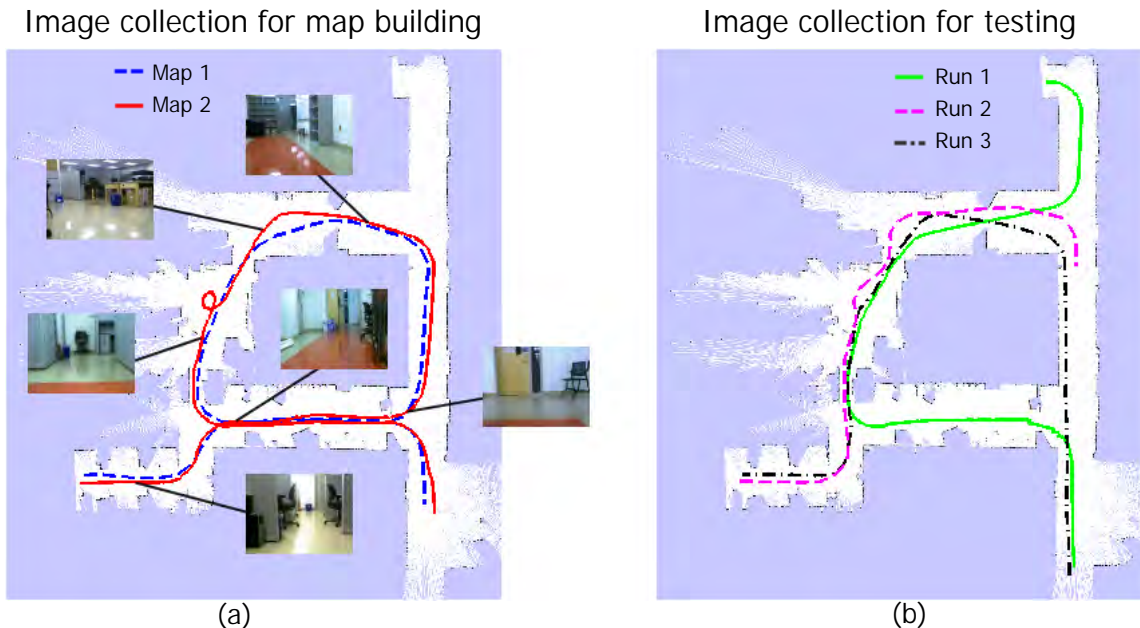 Image collection for map building
Map 1
Map 2
(a)
Image collection for testing
Run 1
Run 2
Run 3
(b)